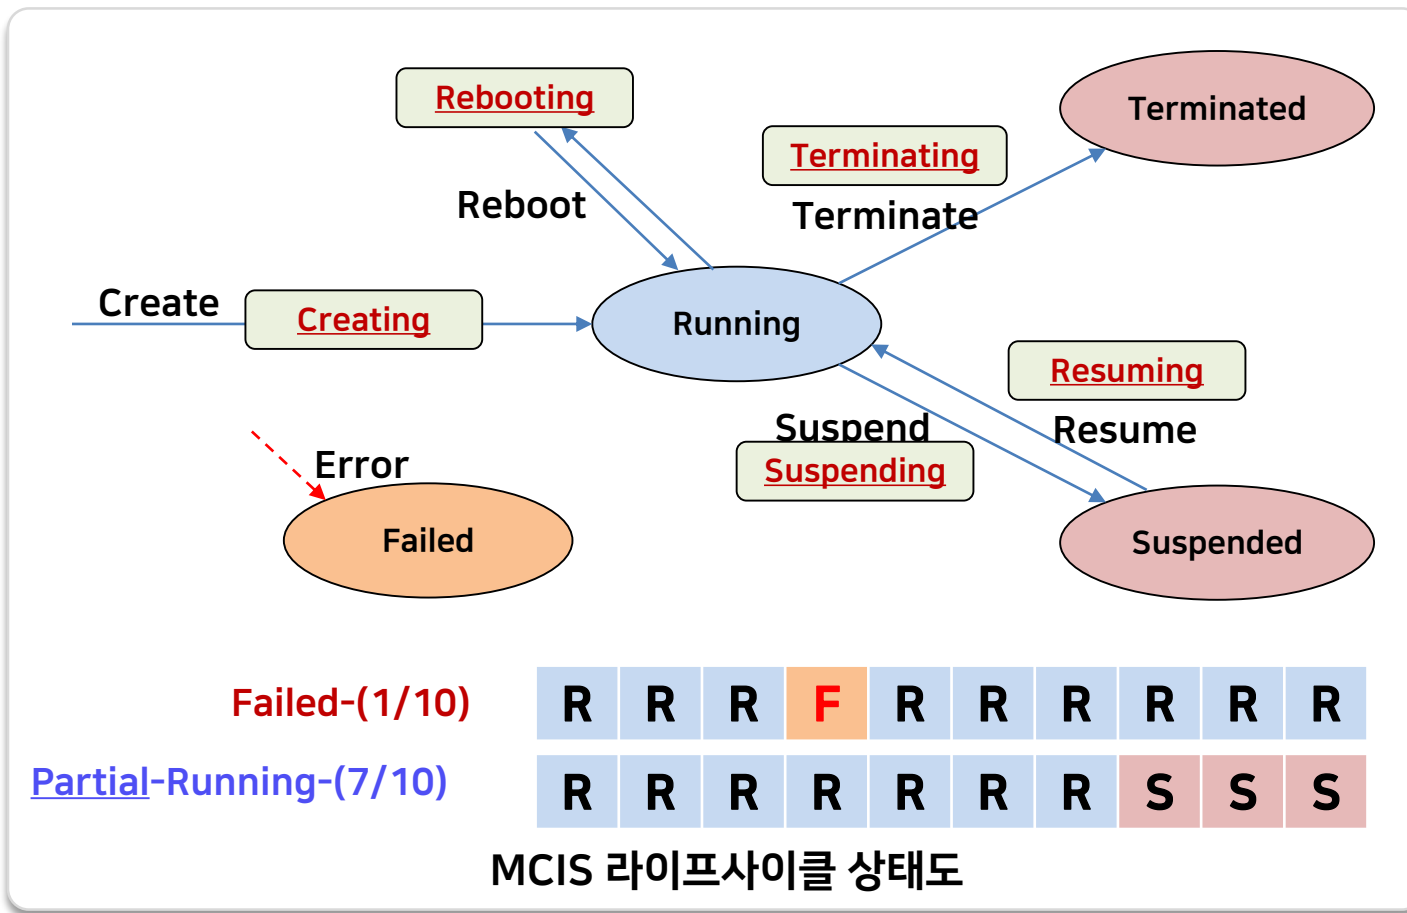 Rebooting
Terminated
Terminating
Reboot
Terminate
Create
Creating
Running
Resuming
Suspend
Resume
Suspending
Error
Failed
Suspended
Failed-(1/10) R R R F R R R R R R
Partial-Running-(7/10) R R R R R R R S S S
MCIS 라이프사이클 상태도